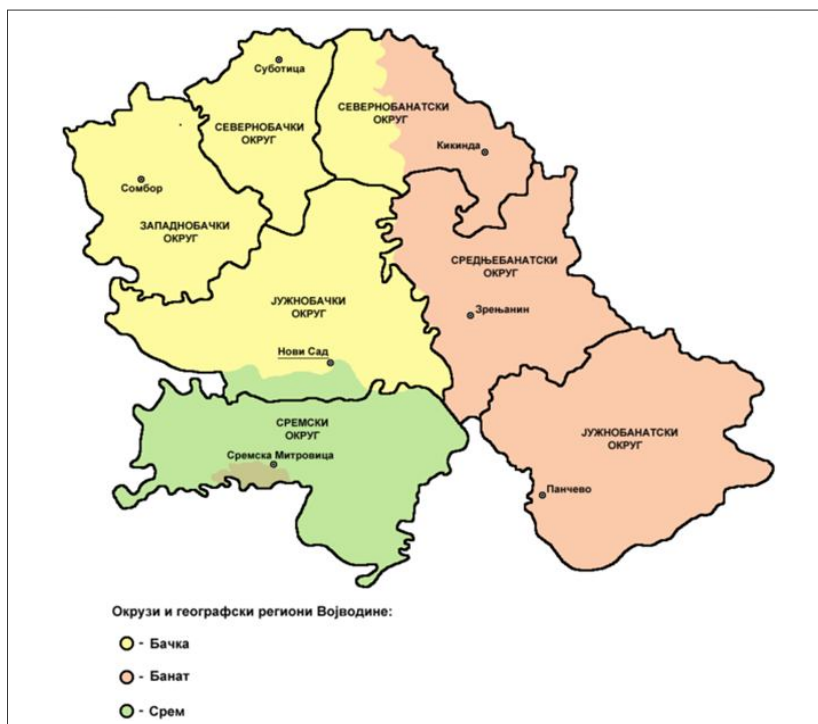 Суботица
СЕВЕРНОБАЧКИ
ОКРУГ
СЕВЕРНОБАНАТСКИ
ОКРУГ
Кикинда
Сомбор
ЗАПАДНОБАЧКИ
ОКРУГ
СРЕДЊЕБАНАТСКИ
ОКРУГ
Зрењанин
ЈУЖНОБАЧКИ
ОКРУГ
Нови Сад
СРЕМСКИ
ОКРУГ
Сремска Митровица
ЈУЖНОБАНАТСКИ
ОКРУГ
Панчево
Окрузи и географски региони Војводине:
- Бачка
- Банат
- Срем